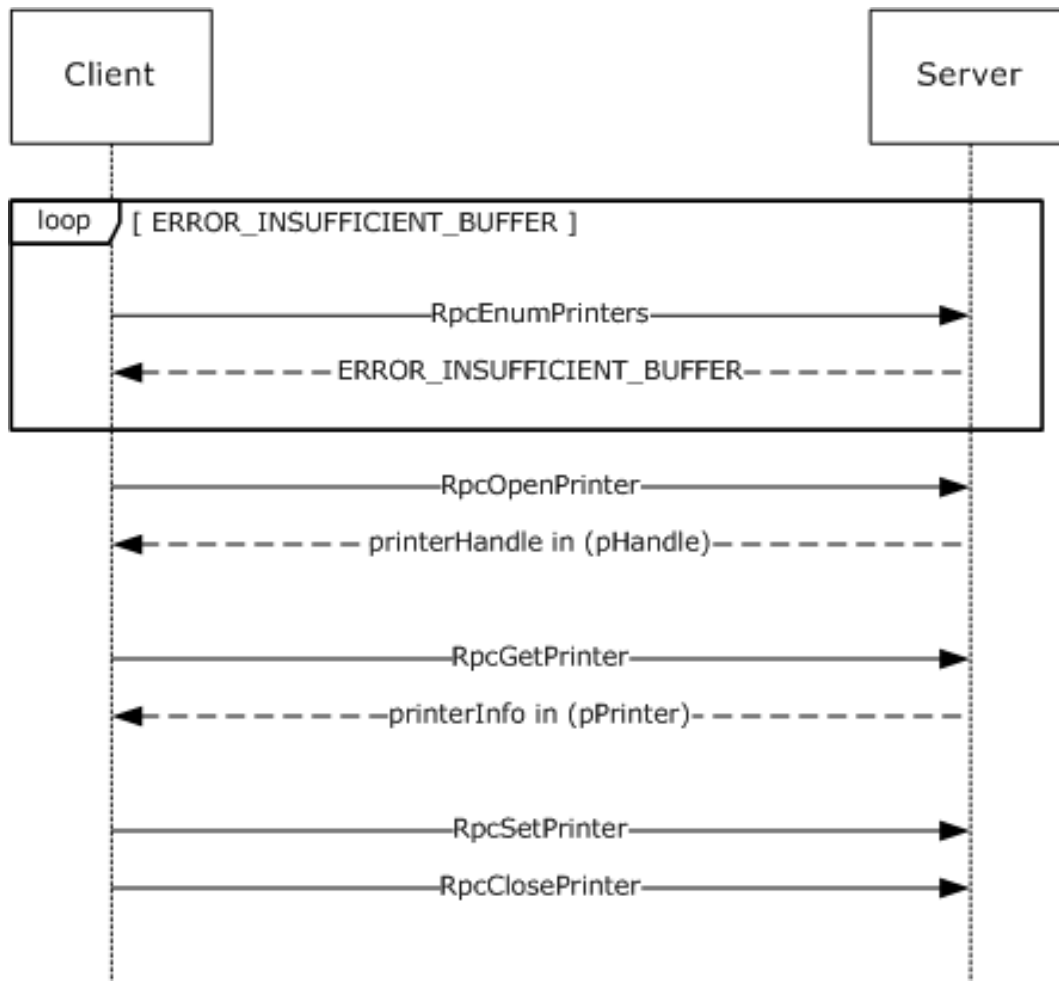 Client
Server
loop
[ ERROR_INSUFFICIENT_BUFFER ]
RpcEnumPrinters
ERROR_INSUFFICIENT_BUFFER
RpcOpenPrinter
printerHandle in (pHandle)
RpcGetPrinter
printerInfo in (pPrinter)
RpcSetPrinter
RpcClosePrinter